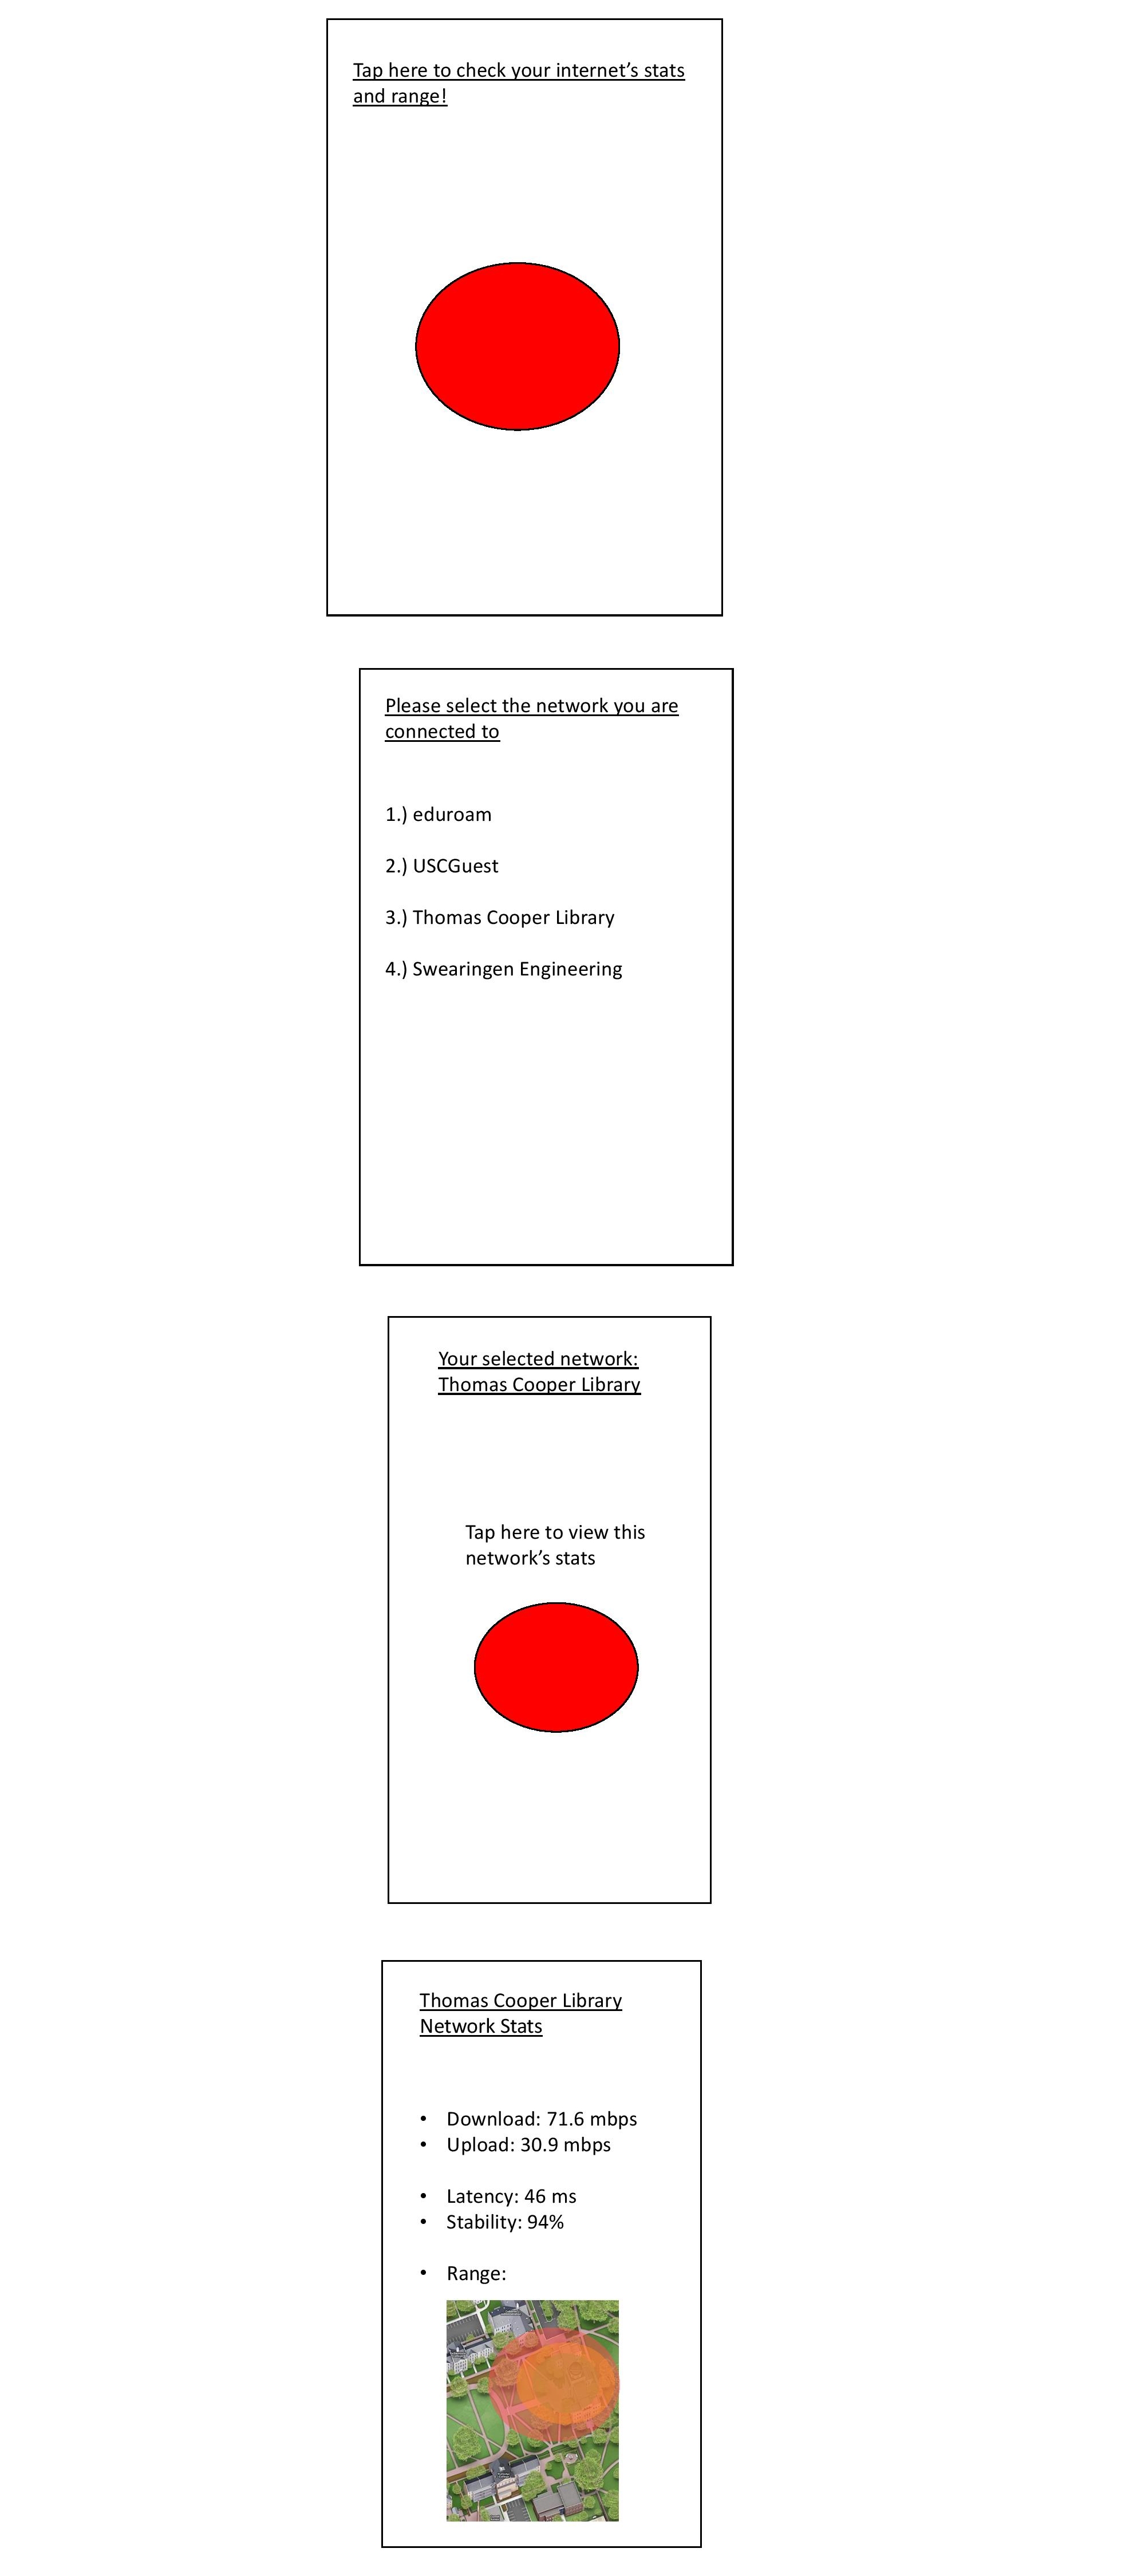 Tap here to check your internet’s stats
and range!
Please select the network you are
connected to
1.) eduroam
2.) USCGuest
3.) Thomas Cooper Library
4.) Swearingen Engineering
Your selected network:
Thomas Cooper Library
Tap here to view this
network’s stats
Thomas Cooper Library
Network Stats
• Download: 71.6 mbps
• Upload: 30.9 mbps
• Latency: 46 ms
• Stability: 94%
• Range: